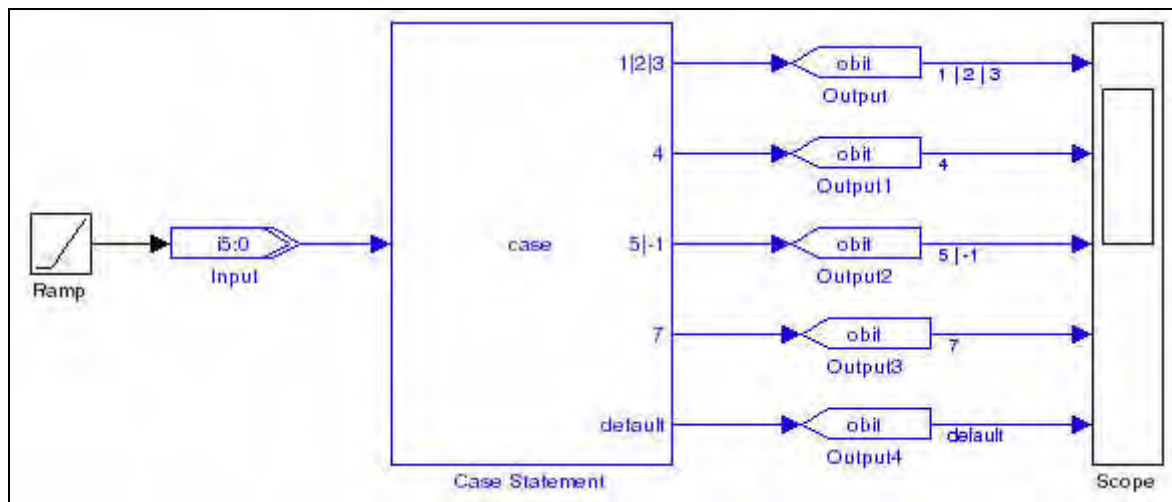 1|2|3
obit
1 | 2 | 3
Output
4
obit
4
Output1
i5:0
case
5|-1
obit
5 | -1
Input
Output2
Ramp
7
obit
7
Output3
default
obit
default
Output4
Case Statement
Scope